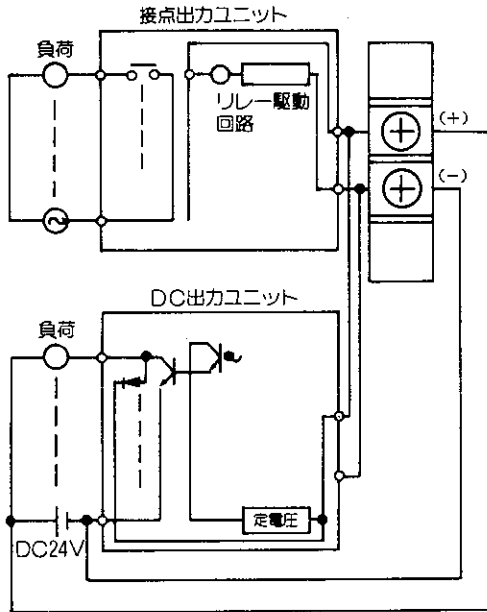 接点出力ユニット
負荷
リレー駆動
回路
(+)
(-)
DC出力ユニット
負荷
定電圧
DC24V